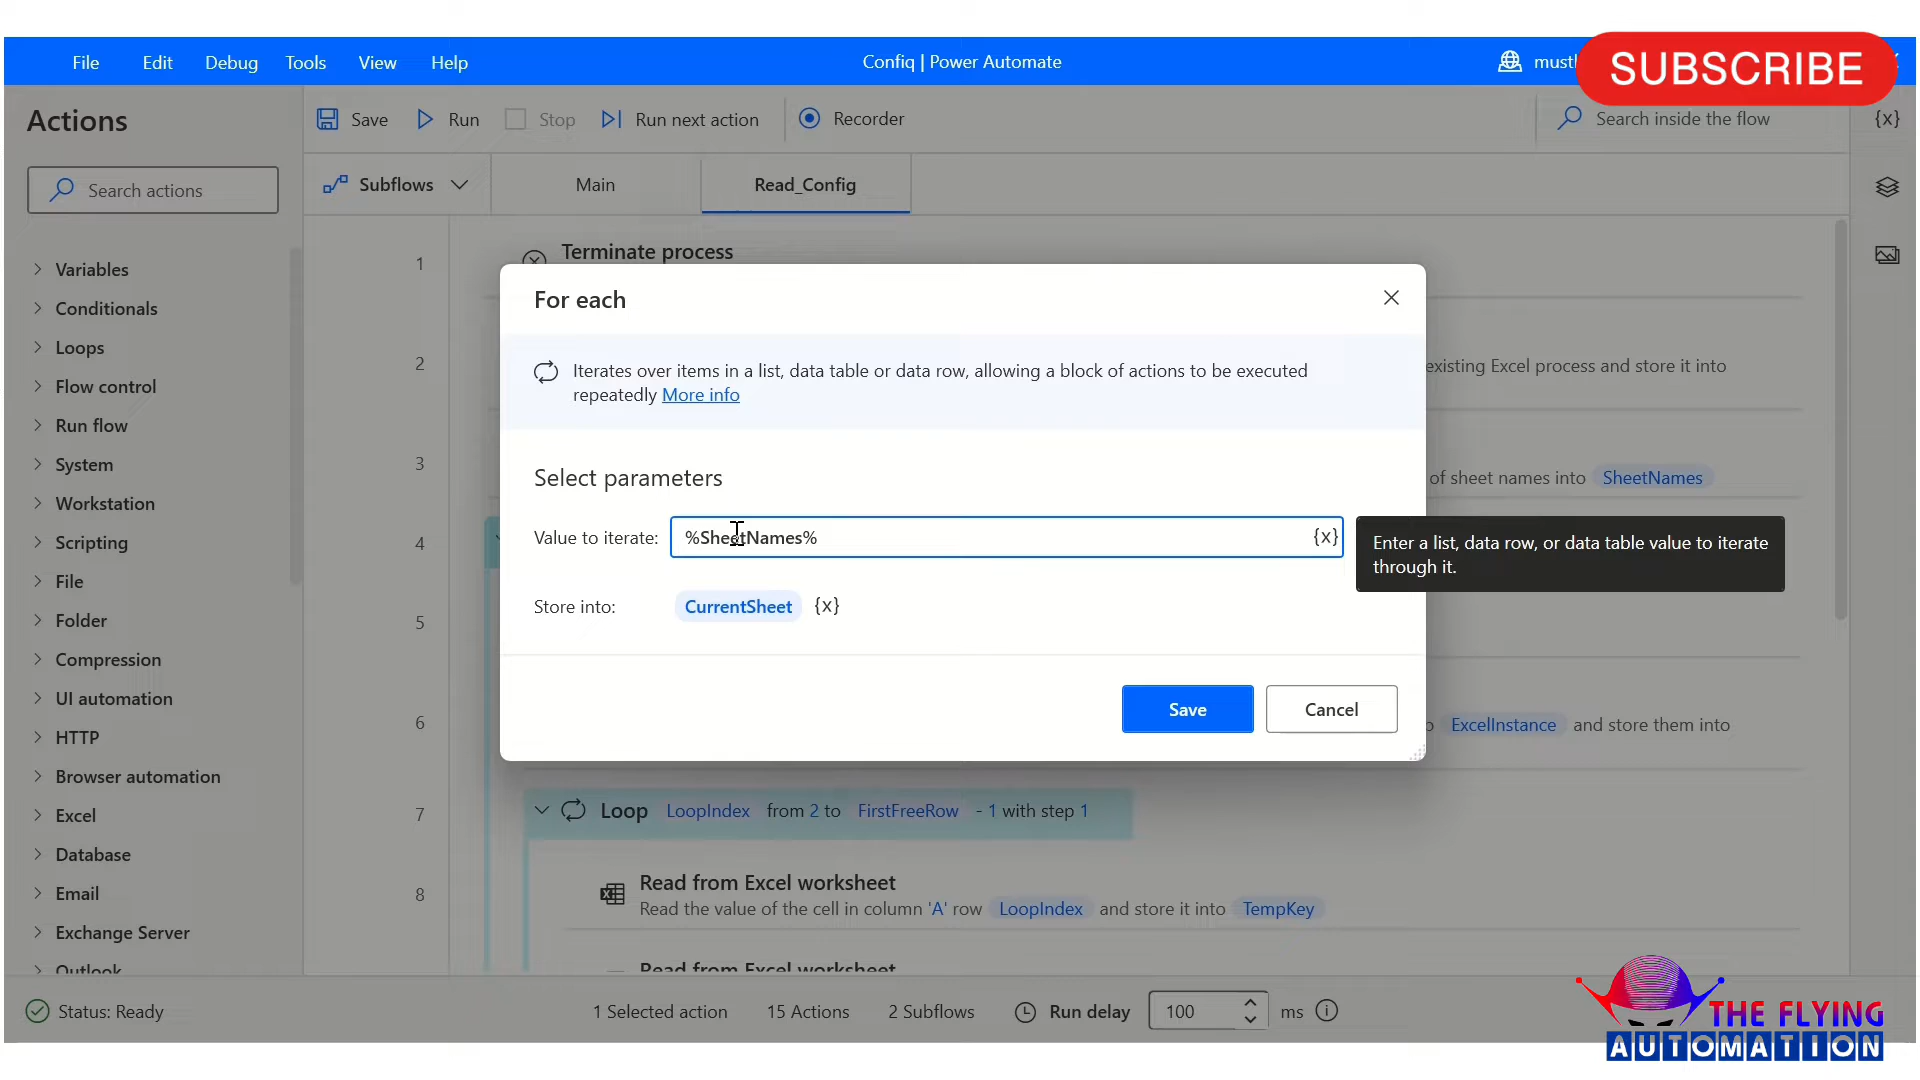 File Edit Debug Tools View Help Confiq | Power Automate SUBSCRIBE
Actions Save Run Stop Run next action Recorder Search inside the flow {x}
Search actions Subflows Main Read_Config
Variables
Conditionals
Loops
Flow control
Run flow
System
Workstation
Scripting
File
Folder
Compression
UI automation
HTTP
Browser automation
Excel
Database
Email
Exchange Server
Outlook
1 Terminate process
2 existing Excel process and store it into
3 of sheet names into SheetNames
4
5
6 ExcelInstance and store them into
For each
Iterates over items in a list, data table or data row, allowing a block of actions to be executed
repeatedly More info
Select parameters
Value to iterate: %SheetNames% {x}
Enter a list, data row, or data table value to iterate
through it.
Store into: CurrentSheet {x}
Save Cancel
7 Loop LoopIndex from 2 to FirstFreeRow - 1 with step 1
8 Read from Excel worksheet
Read the value of the cell in column 'A' row LoopIndex and store it into TempKey
Read from Excel worksheet
Status: Ready 1 Selected action 15 Actions 2 Subflows Run delay 100 ms
THE FLYING
AUTOMATION